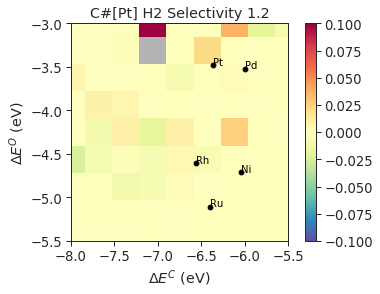 C#[Pt] H2 Selectivity 1.2
−3.0
−3.5
−4.0
−4.5
−5.0
−5.5
ΔE^O (eV)
Pt
Pd
Rh
Ni
Ru
−8.0 −7.5 −7.0 −6.5 −6.0 −5.5
ΔE^C (eV)
0.100
0.075
0.050
0.025
0.000
−0.025
−0.050
−0.075
−0.100